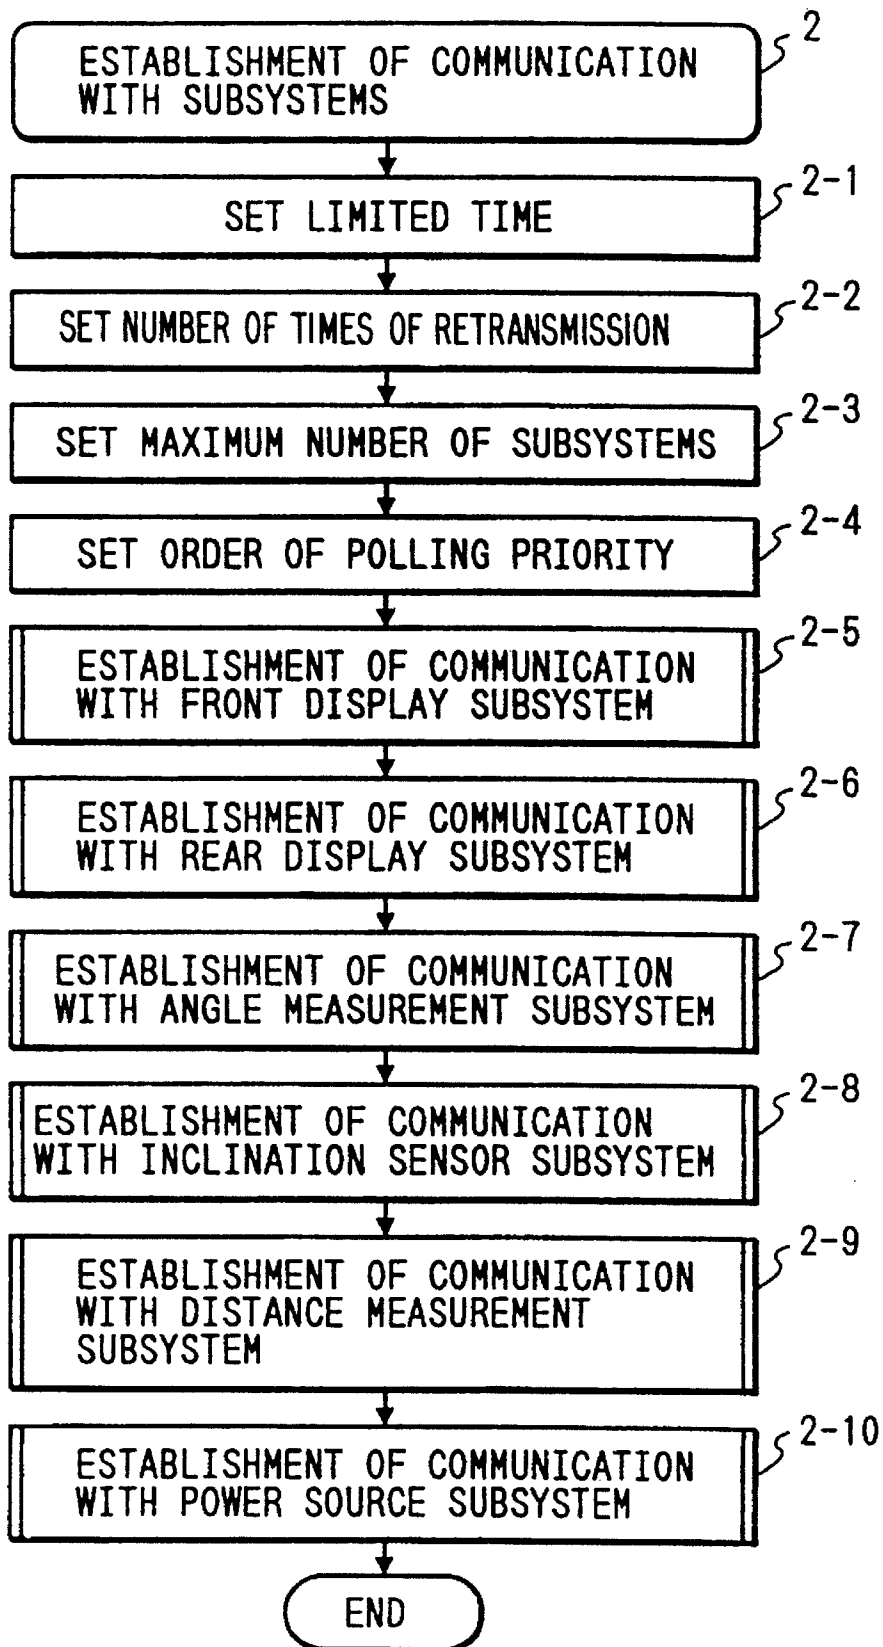 2
ESTABLISHMENT OF COMMUNICATION
WITH SUBSYSTEMS
2-1
SET LIMITED TIME
2-2
SET NUMBER OF TIMES OF RETRANSMISSION
2-3
SET MAXIMUM NUMBER OF SUBSYSTEMS
2-4
SET ORDER OF POLLING PRIORITY
2-5
ESTABLISHMENT OF COMMUNICATION
WITH FRONT DISPLAY SUBSYSTEM
2-6
ESTABLISHMENT OF COMMUNICATION
WITH REAR DISPLAY SUBSYSTEM
2-7
ESTABLISHMENT OF COMMUNICATION
WITH ANGLE MEASUREMENT SUBSYSTEM
2-8
ESTABLISHMENT OF COMMUNICATION
WITH INCLINATION SENSOR SUBSYSTEM
2-9
ESTABLISHMENT OF COMMUNICATION
WITH DISTANCE MEASUREMENT
SUBSYSTEM
2-10
ESTABLISHMENT OF COMMUNICATION
WITH POWER SOURCE SUBSYSTEM
END